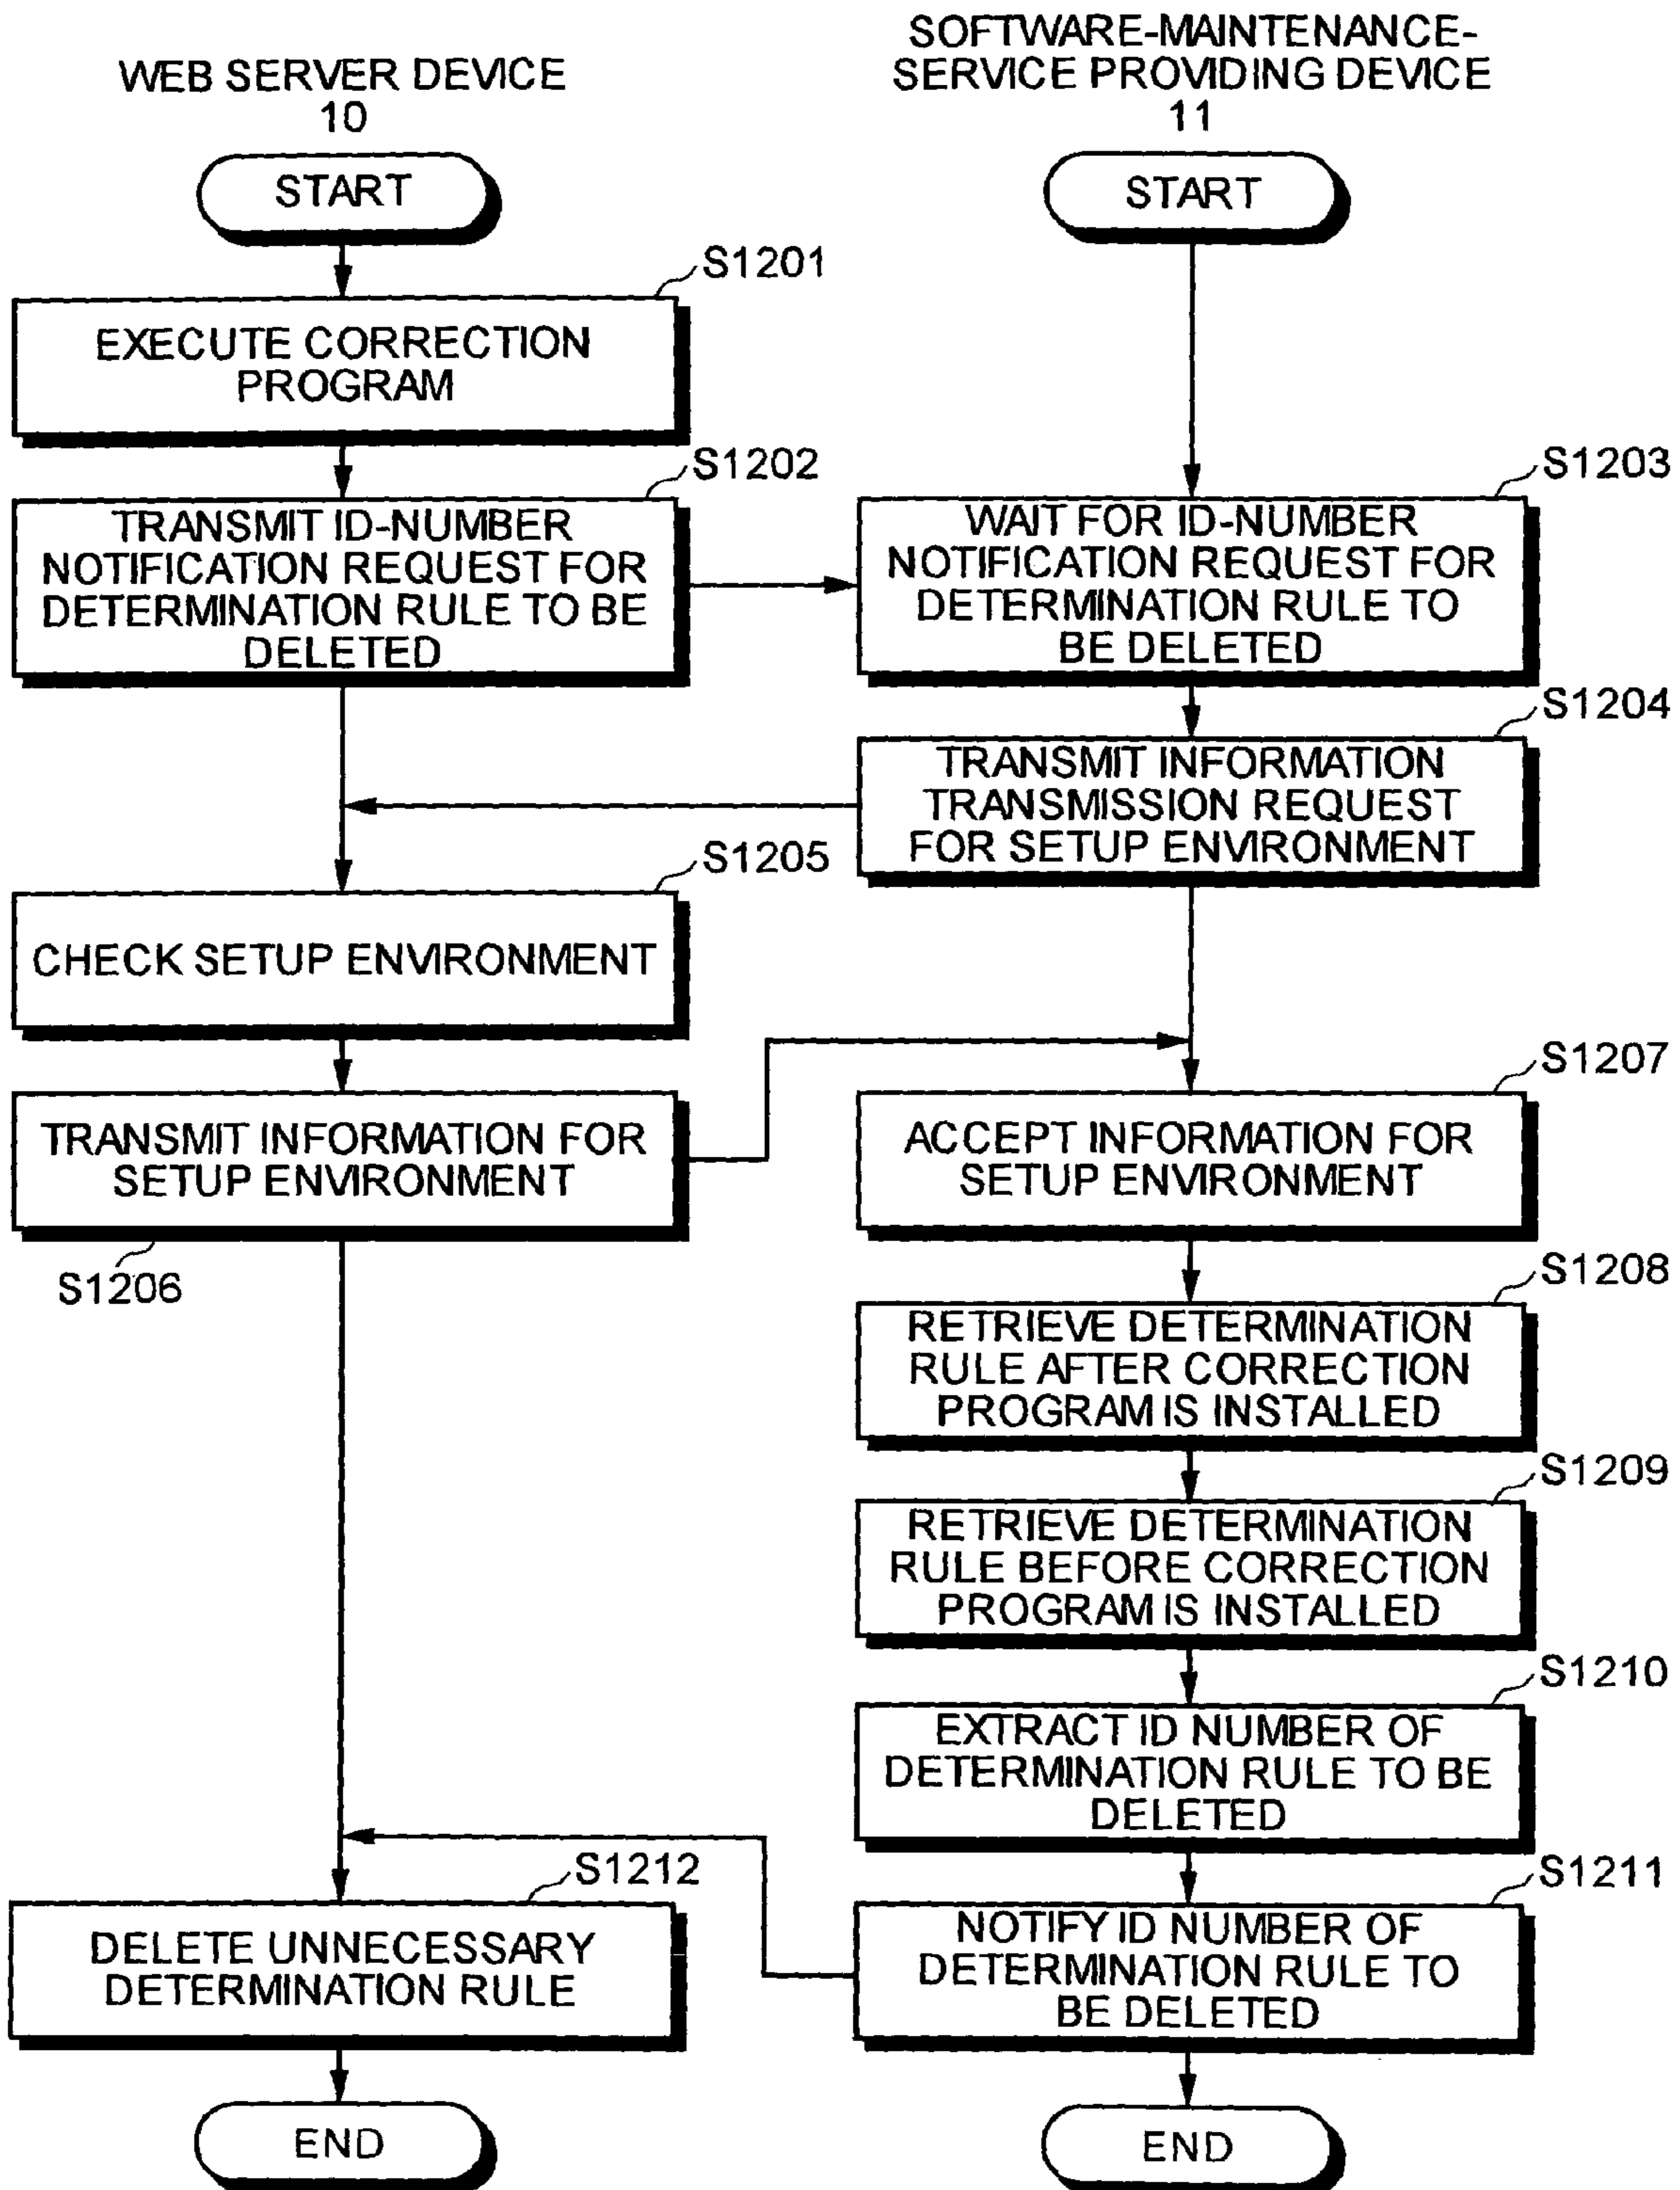 WEB SERVER DEVICE
10
SOFTWARE-MAINTENANCE-
SERVICE PROVIDING DEVICE
11
START
START
S1201
EXECUTE CORRECTION
PROGRAM
S1202
TRANSMIT ID-NUMBER
NOTIFICATION REQUEST FOR
DETERMINATION RULE TO BE
DELETED
S1203
WAIT FOR ID-NUMBER
NOTIFICATION REQUEST FOR
DETERMINATION RULE TO
BE DELETED
S1204
TRANSMIT INFORMATION
TRANSMISSION REQUEST
FOR SETUP ENVIRONMENT
S1205
CHECK SETUP ENVIRONMENT
TRANSMIT INFORMATION FOR
SETUP ENVIRONMENT
S1206
S1207
ACCEPT INFORMATION FOR
SETUP ENVIRONMENT
S1208
RETRIEVE DETERMINATION
RULE AFTER CORRECTION
PROGRAM IS INSTALLED
S1209
RETRIEVE DETERMINATION
RULE BEFORE CORRECTION
PROGRAM IS INSTALLED
S1210
EXTRACT ID NUMBER OF
DETERMINATION RULE TO BE
DELETED
S1211
NOTIFY ID NUMBER OF
DETERMINATION RULE TO
BE DELETED
S1212
DELETE UNNECESSARY
DETERMINATION RULE
END
END